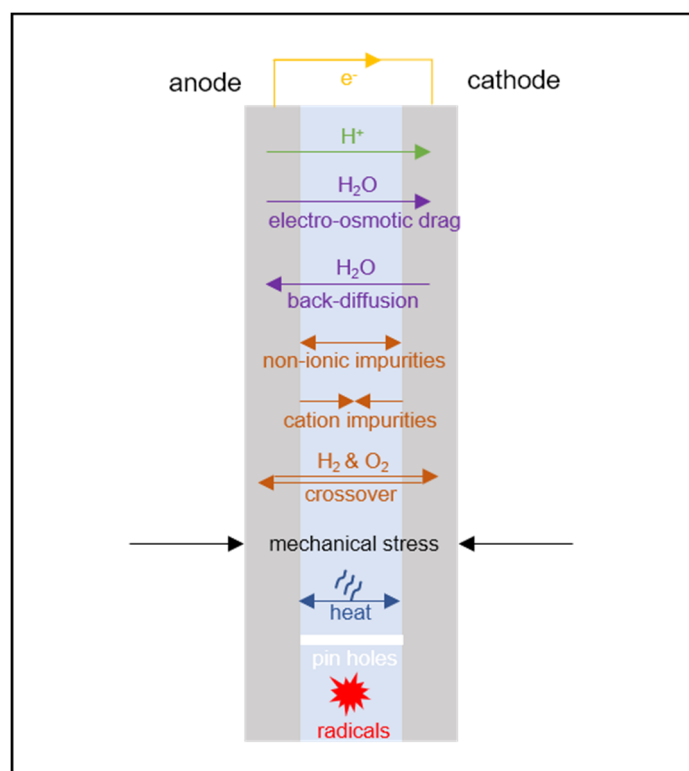 e⁻
anode
cathode
H⁺
H₂O
electro-osmotic drag
H₂O
back-diffusion
non-ionic impurities
cation impurities
H₂ & O₂
crossover
mechanical stress
heat
pin holes
radicals